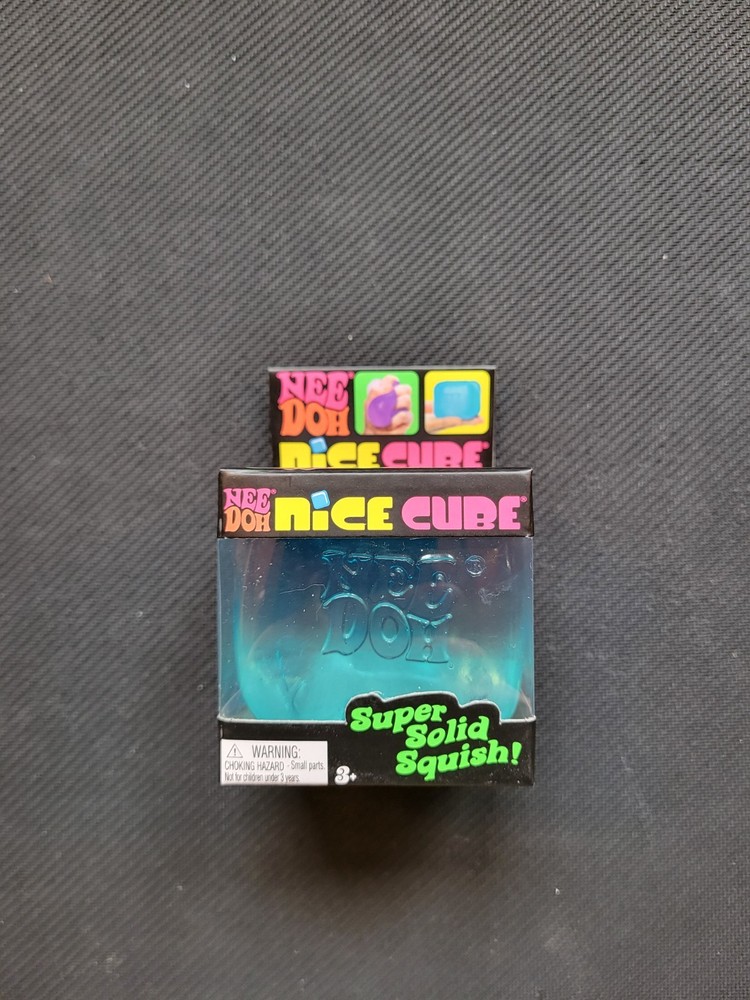 NEE
DOH
NiCE CUBE®
NEE®
DOH NiCE CUBE®
NEE®
DOH
Super
Solid
Squish!
WARNING:
CHOKING HAZARD - Small parts.
Not for children under 3 years.
3+